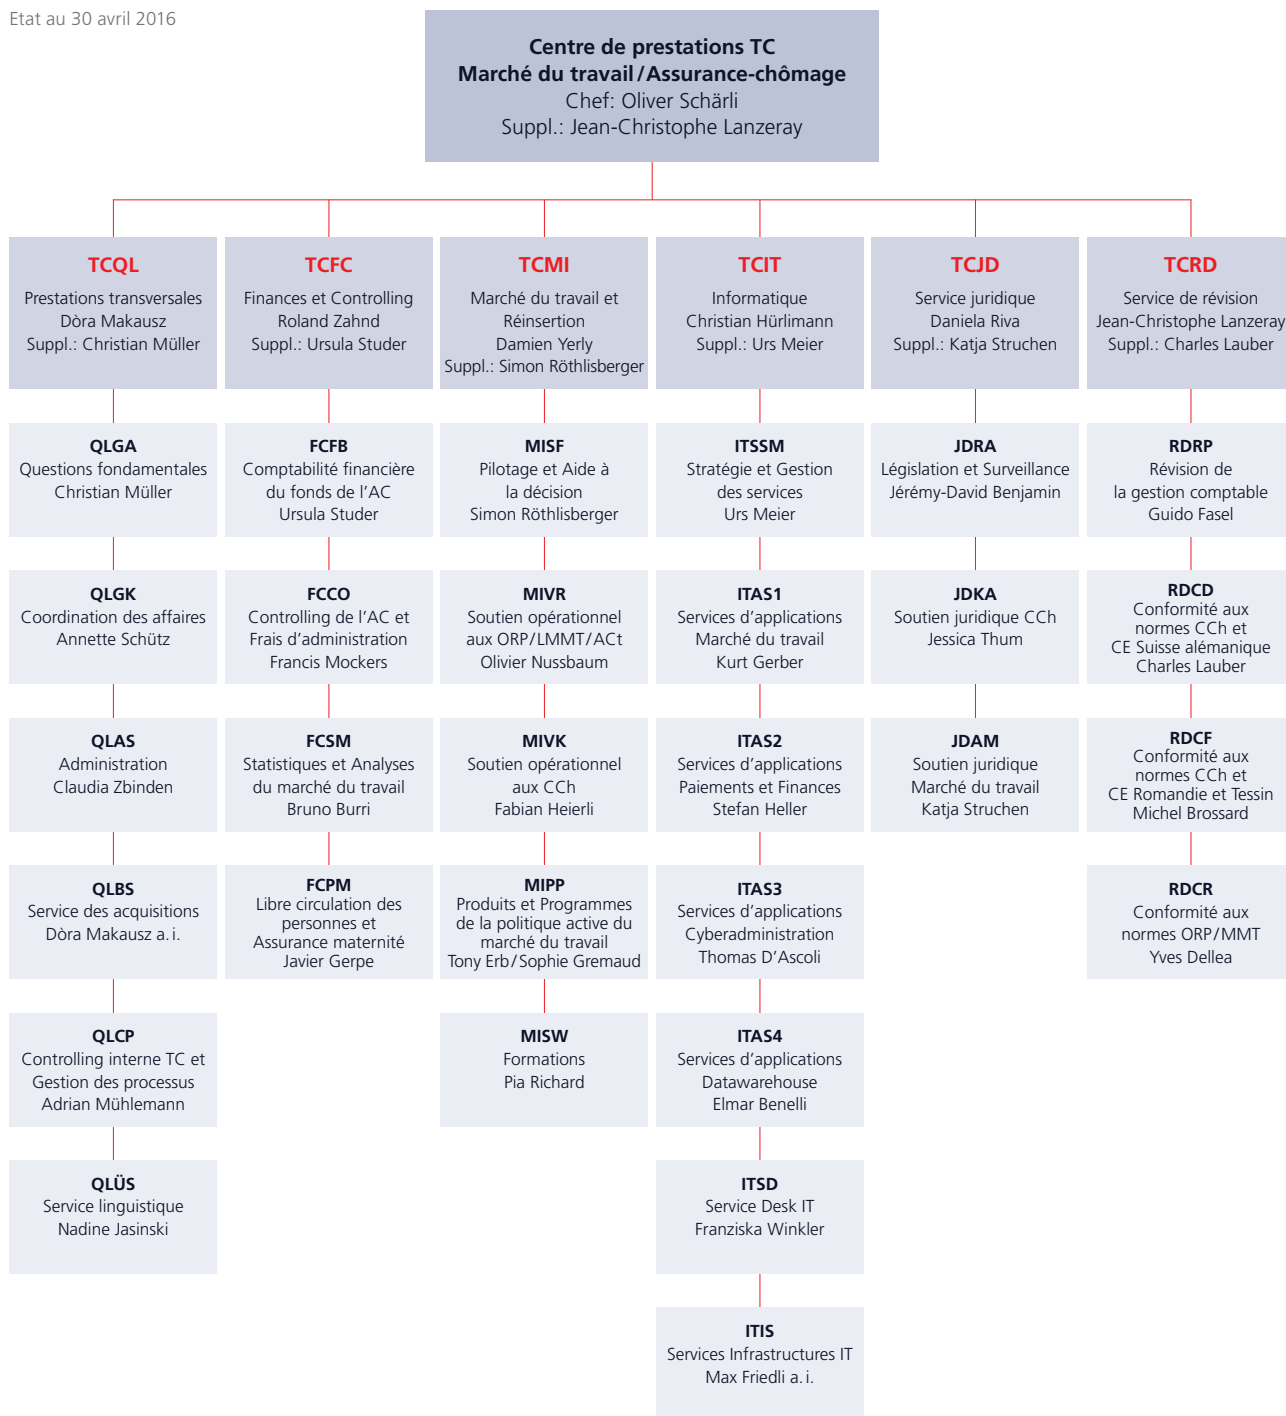 Etat au 30 avril 2016
Centre de prestations TC
Marché du travail/Assurance-chômage
Chef: Oliver Schärli
Suppl.: Jean-Christophe Lanzeray
TCQL
Prestations transversales
Dòra Makausz
Suppl.: Christian Müller
QLGA
Questions fondamentales
Christian Müller
QLGK
Coordination des affaires
Annette Schütz
QLAS
Administration
Claudia Zbinden
QLBS
Service des acquisitions
Dòra Makausz a.i.
QLCP
Controlling interne TC et
Gestion des processus
Adrian Mühlemann
QLÜS
Service linguistique
Nadine Jasinski
TCFC
Finances et Controlling
Roland Zahnd
Suppl.: Ursula Studer
FCFB
Comptabilité financière
du fonds de l'AC
Ursula Studer
FCCO
Controlling de l'AC et
Frais d'administration
Francis Mockers
FCSM
Statistiques et Analyses
du marché du travail
Bruno Burri
FCPM
Libre circulation des
personnes et
Assurance maternité
Javier Gerpe
TCMI
Marché du travail et
Réinsertion
Damien Yerly
Suppl.: Simon Röthlisberger
MISF
Pilotage et Aide à
la décision
Simon Röthlisberger
MIVR
Soutien opérationnel
aux ORP/LMMT/ACt
Olivier Nussbaum
MIVK
Soutien opérationnel
aux CCh
Fabian Heierli
MIPP
Produits et Programmes
de la politique active du
marché du travail
Tony Erb/Sophie Gremaud
MISW
Formations
Pia Richard
TCIT
Informatique
Christian Hürlimann
Suppl.: Urs Meier
ITSSM
Stratégie et Gestion
des services
Urs Meier
ITAS1
Services d'applications
Marché du travail
Kurt Gerber
ITAS2
Services d'applications
Paiements et Finances
Stefan Heller
ITAS3
Services d'applications
Cyberadministration
Thomas D'Ascoli
ITAS4
Services d'applications
Datawarehouse
Elmar Benelli
ITSD
Service Desk IT
Franziska Winkler
ITIS
Services Infrastructures IT
Max Friedli a.i.
TCJD
Service juridique
Daniela Riva
Suppl.: Katja Struchen
JDRA
Législation et Surveillance
Jérémy-David Benjamin
JDKA
Soutien juridique CCh
Jessica Thum
JDAM
Soutien juridique
Marché du travail
Katja Struchen
TCRD
Service de révision
Jean-Christophe Lanzeray
Suppl.: Charles Lauber
RDRP
Révision de
la gestion comptable
Guido Fasel
RDCD
Conformité aux
normes CCh et
CE Suisse alémanique
Charles Lauber
RDCF
Conformité aux
normes CCh et
CE Romandie et Tessin
Michel Brossard
RDCR
Conformité aux
normes ORP/MMT
Yves Dellea